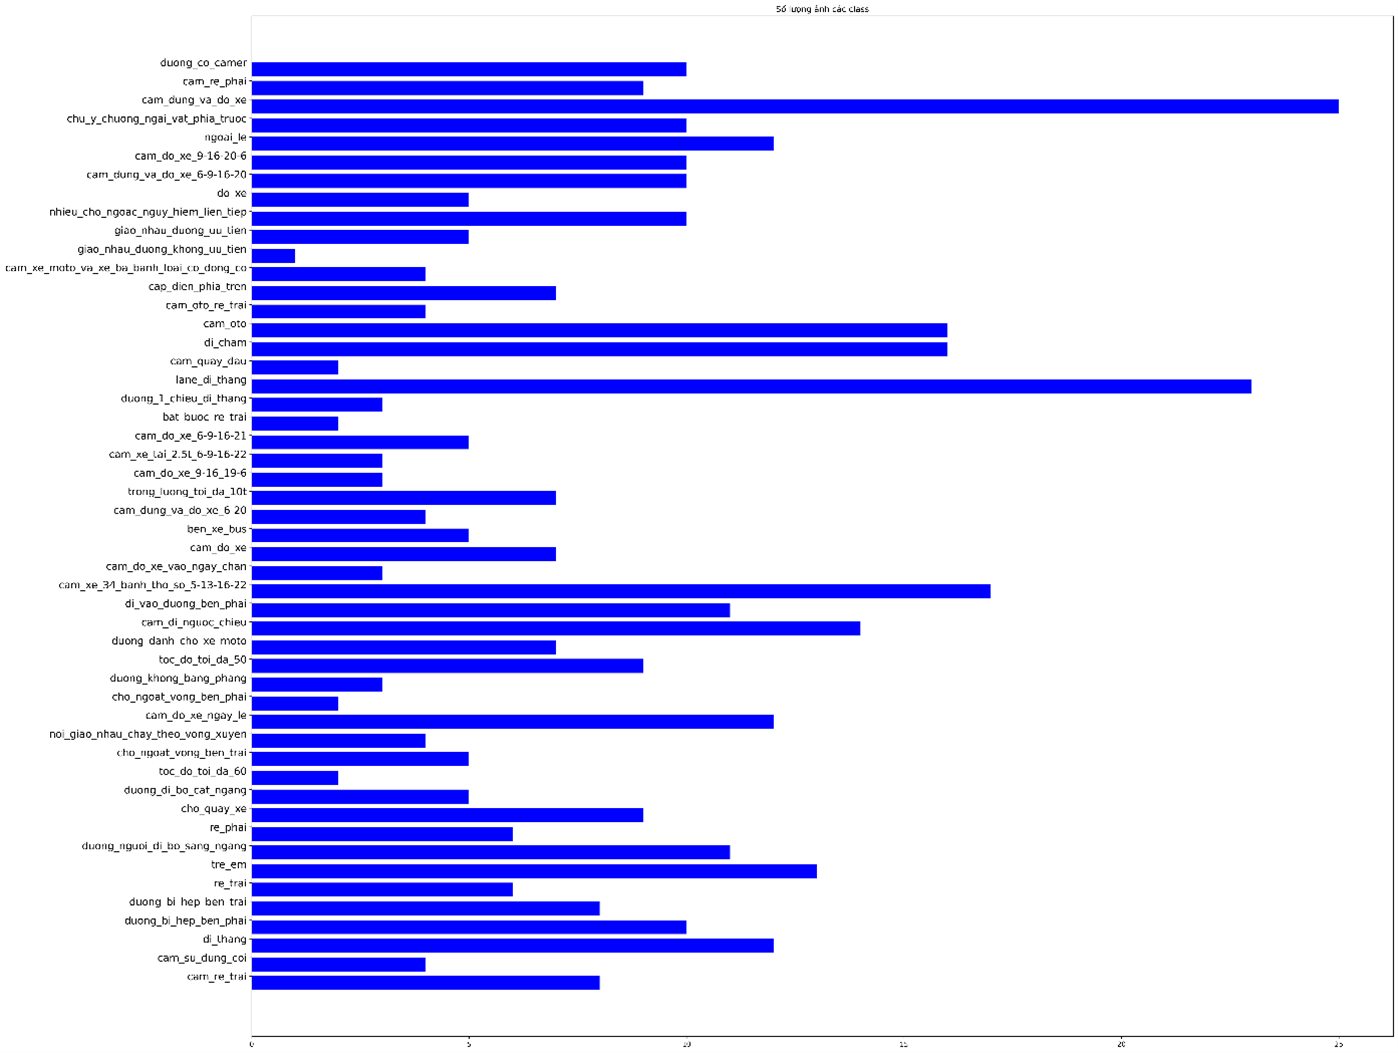 Số lượng ảnh các class
duong_co_camer
cam_re_phai
cam_dung_va_do_xe
chu_y_chuong_ngai_vat_phia_truoc
ngoai_le
cam_do_xe_9-16-20-6
cam_dung_va_do_xe_6-9-16-20
do_xe
nhieu_cho_ngoac_nguy_hiem_lien_tiep
giao_nhau_duong_uu_tien
giao_nhau_duong_khong_uu_tien
cam_xe_moto_va_xe_ba_banh_loai_co_dong_co
cap_dien_phia_tren
cam_oto_re_trai
cam_oto
di_cham
cam_quay_dau
lane_di_thang
duong_1_chieu_di_thang
bat_buoc_re_trai
cam_do_xe_6-9-16-21
cam_xe_tai_2.5t_6-9-16-22
cam_do_xe_9-16_19-6
trong_luong_toi_da_10t
cam_dung_va_do_xe_6-20
ben_xe_bus
cam_do_xe
cam_do_xe_vao_ngay_chan
cam_xe_34_banh_tho_so_5-13-16-22
di_vao_duong_ben_phai
cam_di_nguoc_chieu
duong_danh_cho_xe_moto
toc_do_toi_da_50
duong_khong_bang_phang
cho_ngoat_vong_ben_phai
cam_do_xe_ngay_le
noi_giao_nhau_chay_theo_vong_xuyen
cho_ngoat_vong_ben_trai
toc_do_toi_da_60
duong_di_bo_cat_ngang
cho_quay_xe
re_phai
duong_nguoi_di_bo_sang_ngang
tre_em
re_trai
duong_bi_hep_ben_trai
duong_bi_hep_ben_phai
di_thang
cam_su_dung_coi
cam_re_trai
0 5 10 15 20 25